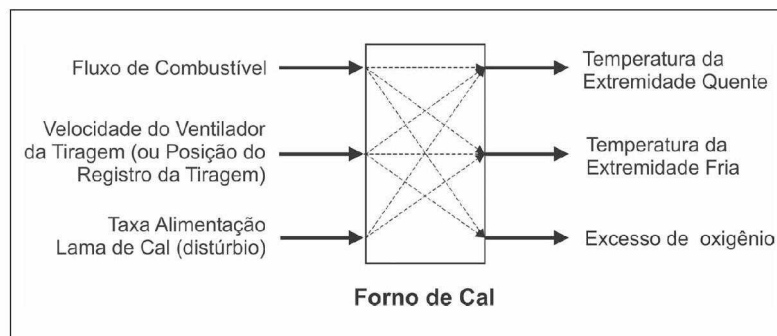 Fluxo de Combustível
Velocidade do Ventilador
da Tiragem (ou Posição do
Registro da Tiragem)
Taxa Alimentação
Lama de Cal (distúrbio)
Temperatura da
Extremidade Quente
Temperatura da
Extremidade Fria
Excesso de oxigênio
Forno de Cal